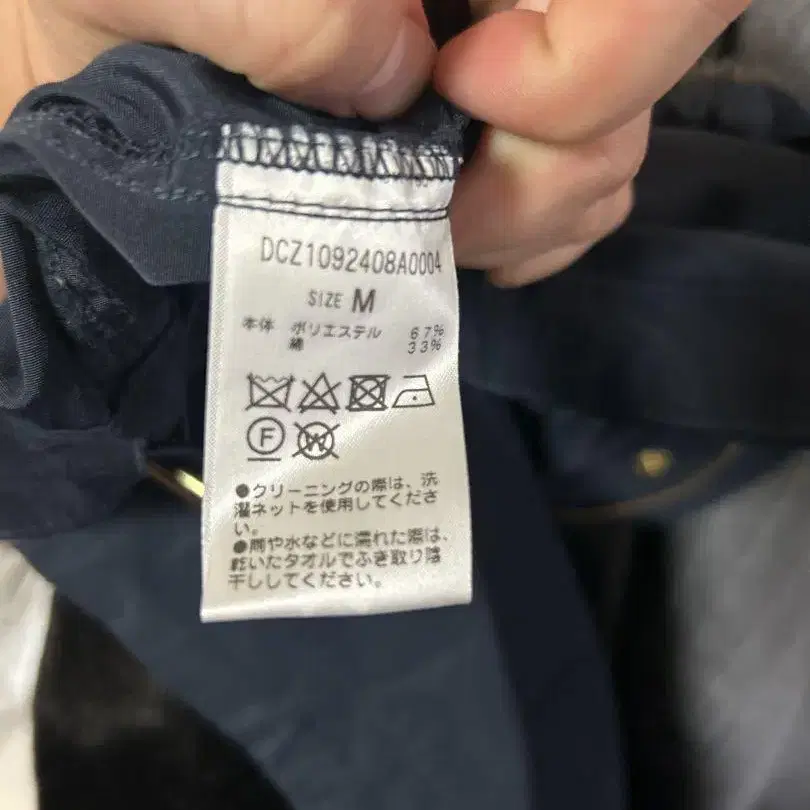 DCZ1092408A0004
SIZE M
本体 ポリエステル 67%
綿 33%
F
W
●クリーニングの際は、洗
濯ネットを使用してくださ
い。
●雨や水などに濡れた際は、
乾いたタオルでふき取り陰
干ししてください。